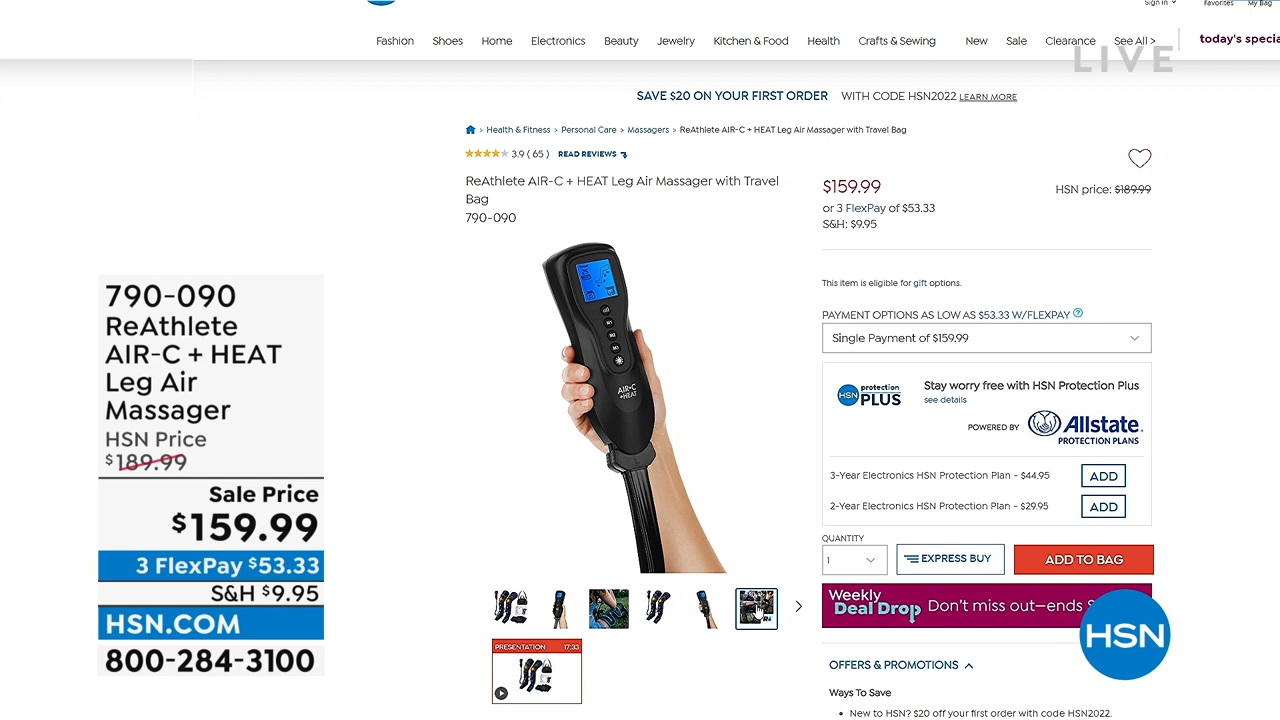 Sign In
Favorites
My Bag
Fashion
Shoes
Home
Electronics
Beauty
Jewelry
Kitchen & Food
Health
Crafts & Sewing
New
Sale
Clearance
See All >
today's specia
LIVE
SAVE $20 ON YOUR FIRST ORDER WITH CODE HSN2022 LEARN MORE
> Health & Fitness > Personal Care > Massagers > ReAthlete AIR-C + HEAT Leg Air Massager with Travel Bag
3.9 ( 65 ) READ REVIEWS
ReAthlete AIR-C + HEAT Leg Air Massager with Travel
Bag
790-090
$159.99
HSN price: $189.99
or 3 FlexPay of $53.33
S&H: $9.95
This item is eligible for gift options.
PAYMENT OPTIONS AS LOW AS $53.33 W/FLEXPAY ?
Single Payment of $159.99
HSN protection
PLUS
Stay worry free with HSN Protection Plus
see details
POWERED BY Allstate.
PROTECTION PLANS
3-Year Electronics HSN Protection Plan - $44.95 ADD
2-Year Electronics HSN Protection Plan - $29.95 ADD
QUANTITY
1
EXPRESS BUY
ADD TO BAG
Weekly
Deal Drop Don't miss out—ends
HSN
OFFERS & PROMOTIONS
Ways To Save
• New to HSN? $20 off your first order with code HSN2022.
AIR-C
+HEAT
PRESENTATION 17:33
790-090
ReAthlete
AIR-C + HEAT
Leg Air
Massager
HSN Price
$189.99
Sale Price
$159.99
3 FlexPay $53.33
S&H $9.95
HSN.COM
800-284-3100